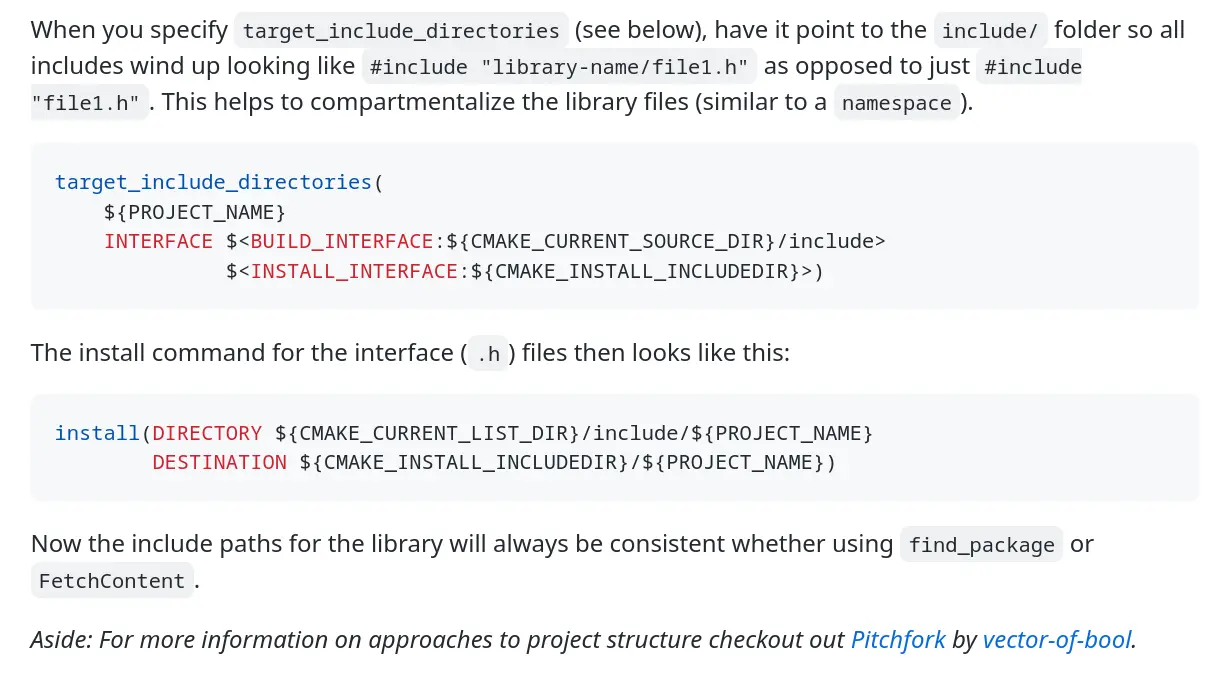 When you specify target_include_directories (see below), have it point to the include/ folder so all
includes wind up looking like #include "library-name/file1.h" as opposed to just #include
"file1.h". This helps to compartmentalize the library files (similar to a namespace).
target_include_directories(
    ${PROJECT_NAME}
    INTERFACE $<BUILD_INTERFACE:${CMAKE_CURRENT_SOURCE_DIR}/include>
              $<INSTALL_INTERFACE:${CMAKE_INSTALL_INCLUDEDIR}>)
The install command for the interface (.h) files then looks like this:
install(DIRECTORY ${CMAKE_CURRENT_LIST_DIR}/include/${PROJECT_NAME}
        DESTINATION ${CMAKE_INSTALL_INCLUDEDIR}/${PROJECT_NAME})
Now the include paths for the library will always be consistent whether using find_package or
FetchContent.
Aside: For more information on approaches to project structure checkout out Pitchfork by vector-of-bool.